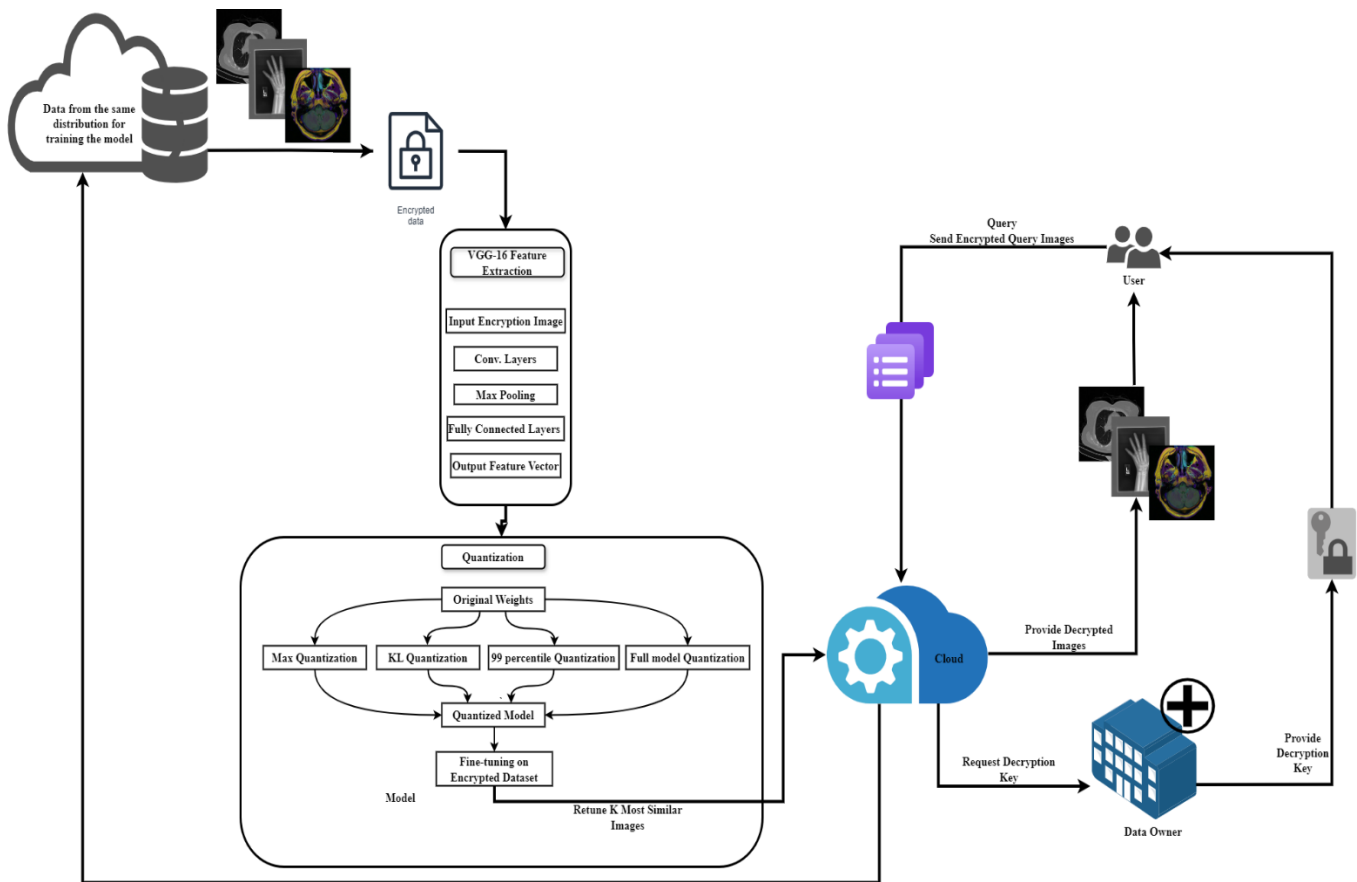 Data from the same
distribution for
training the model
Encrypted
data
VGG-16 Feature
Extraction
Input Encryption Image
Conv. Layers
Max Pooling
Fully Connected Layers
Output Feature Vector
Quantization
Original Weights
Max Quantization
KL Quantization
99 percentile Quantization
Full model Quantization
Quantized Model
Fine-tuning on
Encrypted Dataset
Model
Retune K Most Similar
Images
Query
Send Encrypted Query Images
User
Cloud
Provide Decrypted
Images
Request Decryption
Key
Data Owner
Provide
Decryption
Key